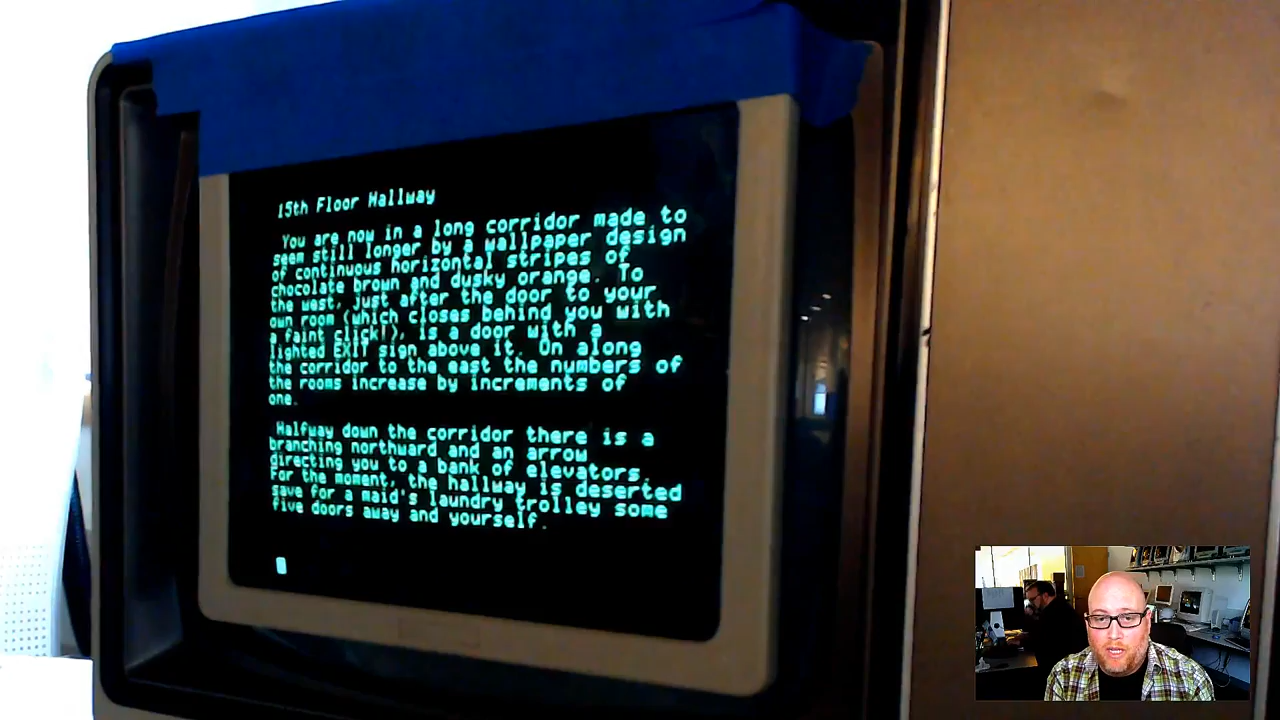 15th Floor Hallway
You are now in a long corridor made to
seem still longer by a wallpaper design
of continuous horizontal stripes of
chocolate brown and dusky orange. To
the west, just after the door to your
own room (which closes behind you with
a faint click!), is a door with a
lighted EXIT sign above it. On along
the corridor to the east the numbers of
the rooms increase by increments of
one.
Halfway down the corridor there is a
branching northward and an arrow
directing you to a bank of elevators.
For the moment, the hallway is deserted
save for a maid's laundry trolley some
five doors away and yourself.